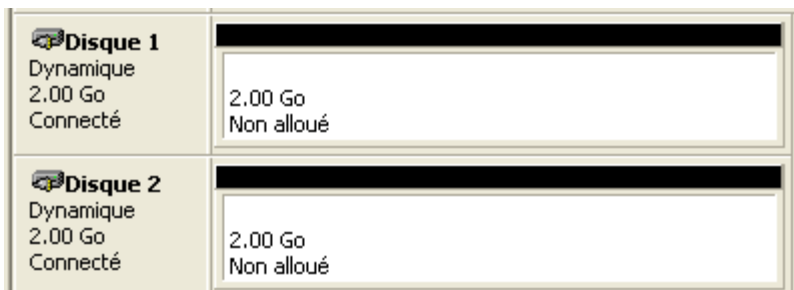 Disque 1
Dynamique
2.00 Go
Connecté
2.00 Go
Non alloué
Disque 2
Dynamique
2.00 Go
Connecté
2.00 Go
Non alloué